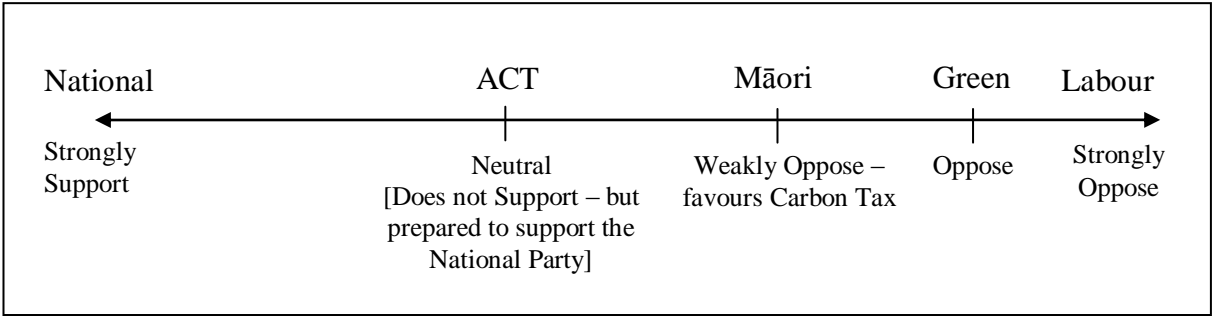 National
ACT
Māori
Green
Labour
Strongly
Support
Neutral
[Does not Support – but
prepared to support the
National Party]
Weakly Oppose –
favours Carbon Tax
Oppose
Strongly
Oppose